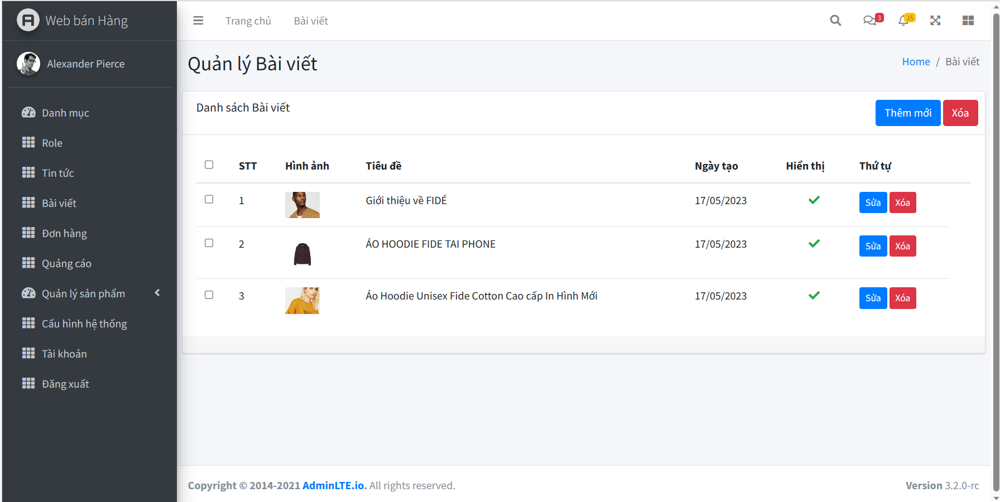 Web bán Hàng
Trang chủ Bài viết 3 15
Alexander Pierce
Quản lý Bài viết
Home / Bài viết
Danh sách Bài viết
Thêm mới Xóa
STT Hình ảnh Tiêu đề Ngày tạo Hiển thị Thứ tự
1 Giới thiệu về FIDÉ 17/05/2023 Sửa Xóa
2 ÁO HOODIE FIDE TAI PHONE 17/05/2023 Sửa Xóa
3 Áo Hoodie Unisex Fide Cotton Cao cấp In Hình Mới 17/05/2023 Sửa Xóa
Danh mục
Role
Tin tức
Bài viết
Đơn hàng
Quảng cáo
Quản lý sản phẩm
Cấu hình hệ thống
Tài khoản
Đăng xuất
Copyright © 2014-2021 AdminLTE.io. All rights reserved.
Version 3.2.0-rc